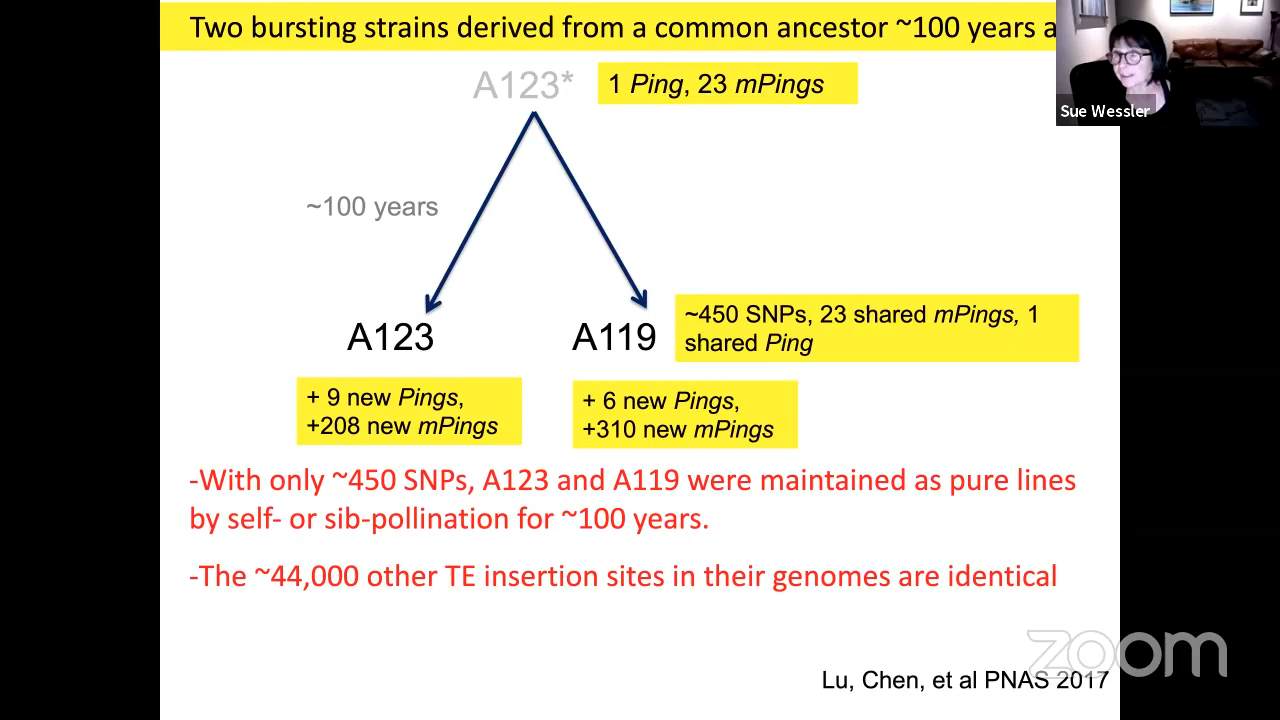 Two bursting strains derived from a common ancestor ~100 years a
A123*
1 Ping, 23 mPings
Sue Wessler
~100 years
A123
A119
~450 SNPs, 23 shared mPings, 1
shared Ping
+ 9 new Pings,
+208 new mPings
+ 6 new Pings,
+310 new mPings
-With only ~450 SNPs, A123 and A119 were maintained as pure lines
by self- or sib-pollination for ~100 years.
-The ~44,000 other TE insertion sites in their genomes are identical
zoom
Lu, Chen, et al PNAS 2017